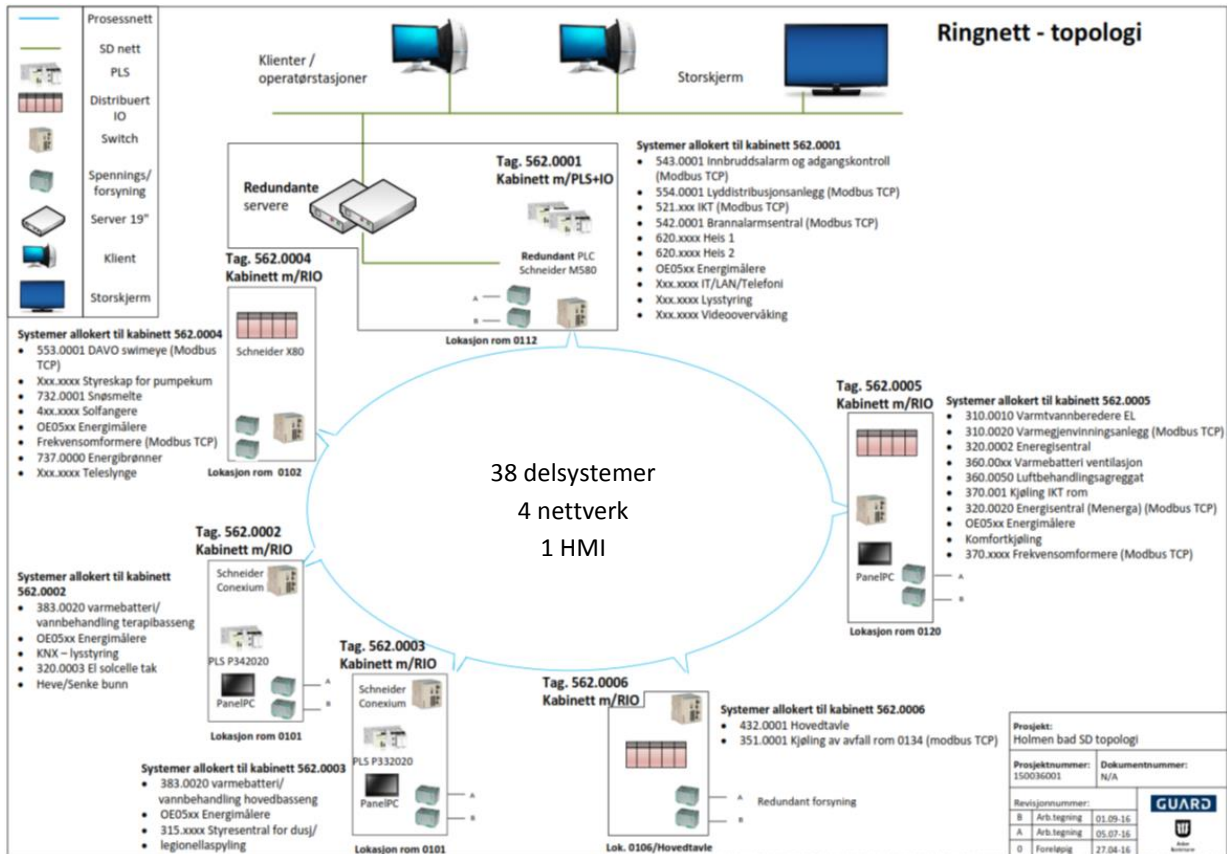 Ringnett - topologi
Prosessnett
SD nett
PLS
Distribuert
IO
Switch
Spennings/
forsyning
Server 19"
Klient
Storskjerm
Klienter /
operatørstasjoner
Storskjerm
Redundante
servere
Tag. 562.0001
Kabinett m/PLS+IO
Redundant PLC
Schneider M580
A
B
Lokasjon rom 0112
Systemer allokert til kabinett 562.0001
• 543.0001 Innbruddsalarm og adgangskontroll
(Modbus TCP)
• 554.0001 Lyddistribusjonsanlegg (Modbus TCP)
• 521.xxx IKT (Modbus TCP)
• 542.0001 Brannalarmsentral (Modbus TCP)
• 620.xxxx Heis 1
• 620.xxxx Heis 2
• OE05xx Energimålere
• Xxx.xxxx IT/LAN/Telefoni
• Xxx.xxxx Lysstyring
• Xxx.xxxx Videoovervåking
Tag. 562.0004
Kabinett m/RIO
Schneider X80
Lokasjon rom 0102
Systemer allokert til kabinett 562.0004
• 553.0001 DAVO swimeye (Modbus
TCP)
• Xxx.xxxx Styreskap for pumpekum
• 732.0001 Snøsmelte
• 4xx.xxxx Solfangere
• OE05xx Energimålere
• Frekvensformere (Modbus TCP)
• 737.0000 Energibrønner
• Xxx.xxxx Teleslynge
38 delsystemer
4 nettverk
1 HMI
Tag. 562.0005
Kabinett m/RIO
PanelPC
A
B
Lokasjon rom 0120
Systemer allokert til kabinett 562.0005
• 310.0010 Varmtvannberedere EL
• 310.0020 Varmegjenvinningsanlegg (Modbus TCP)
• 320.0002 Eneregisentral
• 360.00xx Varmebatteri ventilasjon
• 360.0050 Luftbehandlingsagreggat
• 370.001 Kjøling IKT rom
• 320.0020 Energisentral (Menerga) (Modbus TCP)
• OE05xx Energimålere
• Komfortkjøling
• 370.xxxx Frekvensomformere (Modbus TCP)
Tag. 562.0002
Kabinett m/RIO
Schneider
Conexium
PLS P342020
PanelPC
A
B
Lokasjon rom 0101
Systemer allokert til kabinett
562.0002
• 383.0020 varmebatteri/
vannbehandling terapibasseng
• OE05xx Energimålere
• KNX – lysstyring
• 320.0003 El solcelle tak
• Heve/Senke bunn
Tag. 562.0003
Kabinett m/RIO
Schneider
Conexium
PLS P332020
PanelPC
A
B
Lokasjon rom 0101
Systemer allokert til kabinett 562.0003
• 383.0020 varmebatteri/
vannbehandling hovedbasseng
• OE05xx Energimålere
• 315.xxxx Styresentral for dusj/
• legionellaspyling
Tag. 562.0006
Kabinett m/RIO
A
B
Redundant forsyning
Lok. 0106/Hovedtavle
Systemer allokert til kabinett 562.0006
• 432.0001 Hovedtavle
• 351.0001 Kjøling av avfall rom 0134 (modbus TCP)
Prosjekt:
Holmen bad SD topologi
Prosjektnummer:
150036001
Dokumentnummer:
N/A
Revisjonnummer:
B Arb.tegning 01.09-16
A Arb.tegning 05.07-16
0 Foreløpig 27.04-16
GUARD
Asker
kommune